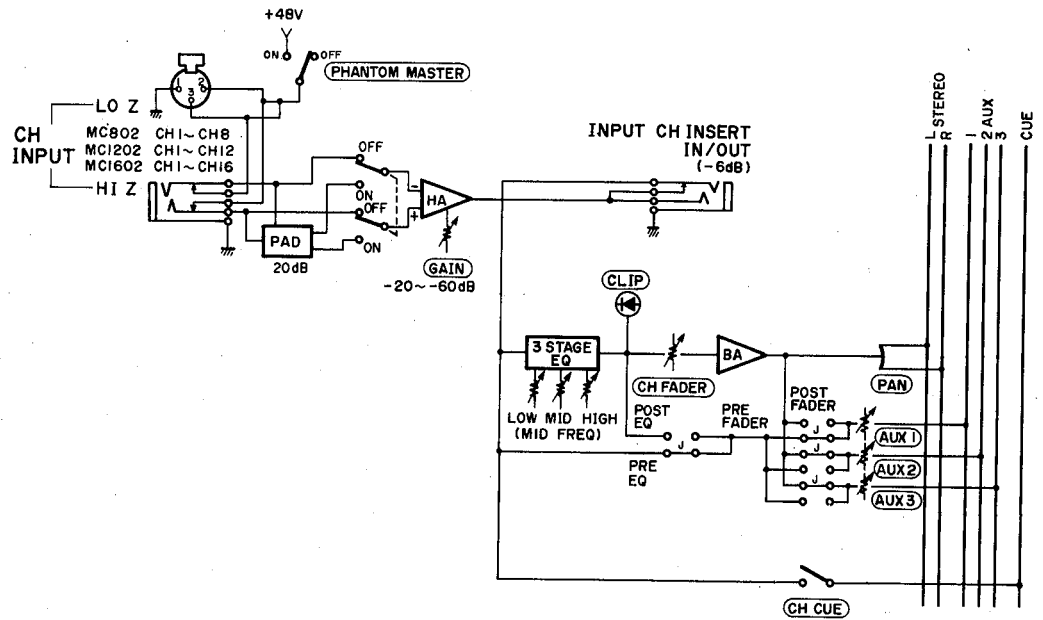 +48V
ON
OFF
PHANTOM MASTER
1
2
3
LO Z
CH
INPUT
MC802 CH1~CH8
MC1202 CH1~CH12
MC1602 CH1~CH16
HI Z
OFF
ON
OFF
ON
PAD
20dB
-
+
HA
GAIN
-20~-60dB
INPUT CH INSERT
IN/OUT
(-6dB)
L STEREO
R
1
2 AUX
3
CUE
CLIP
3 STAGE
EQ
LOW MID HIGH
(MID FREQ)
CH FADER
BA
PAN
POST
EQ
J
PRE
EQ
PRE
FADER
POST
FADER
J
AUX 1
J
AUX2
J
AUX3
CH CUE